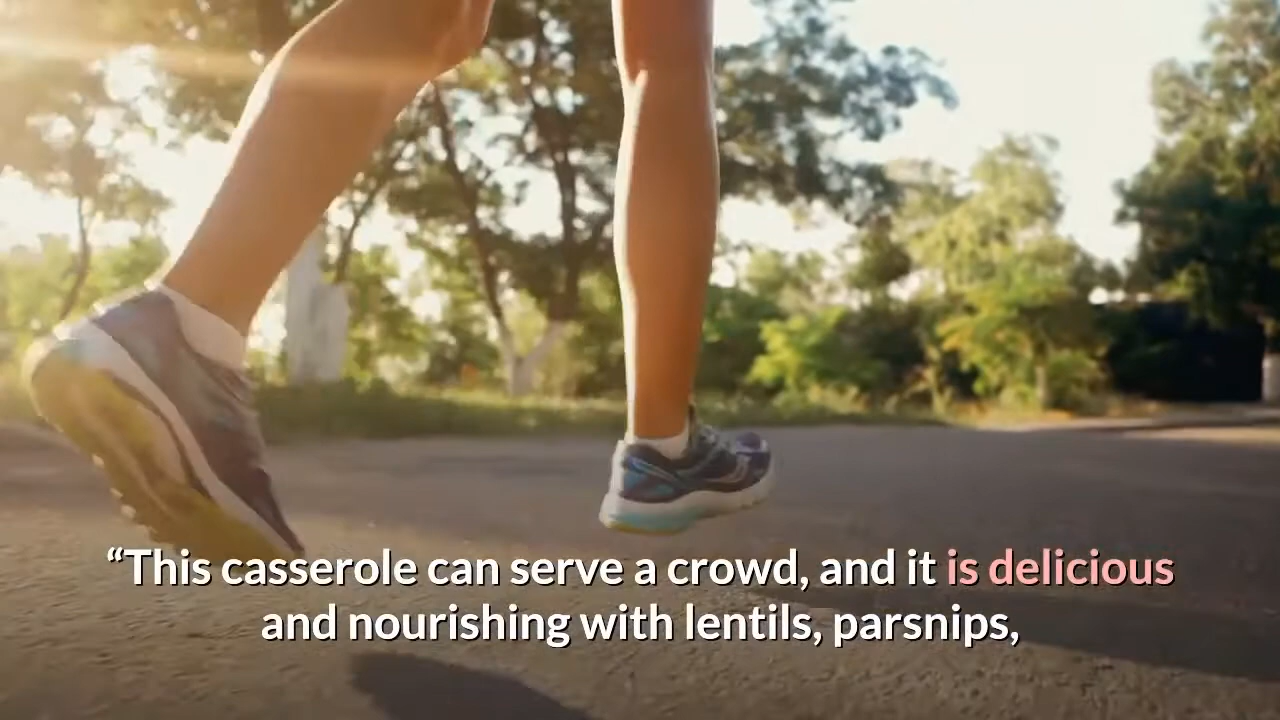 “This casserole can serve a crowd, and it is delicious
and nourishing with lentils, parsnips,